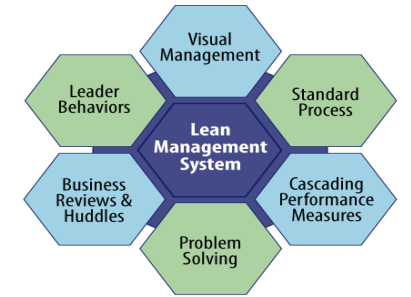 Visual
Management
Leader
Behaviors
Standard
Process
Lean
Management
System
Business
Reviews &
Huddles
Cascading
Performance
Measures
Problem
Solving